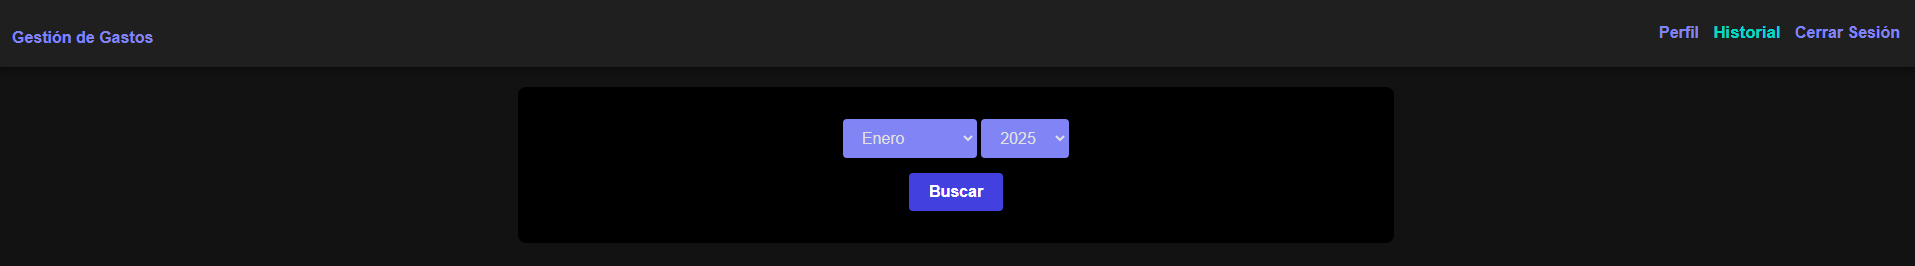 Gestión de Gastos
Perfil Historial Cerrar Sesión
Enero 2025
Buscar